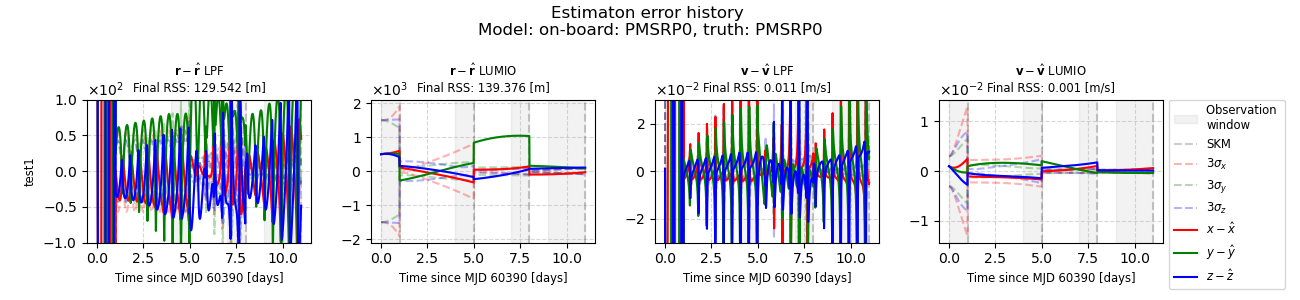 Estimaton error history
Model: on-board: PMSRP0, truth: PMSRP0
r − r̂ LPF
×10² Final RSS: 129.542 [m]
1.0
0.5
0.0
−0.5
−1.0
test1
0.0 2.5 5.0 7.5 10.0
Time since MJD 60390 [days]
r − r̂ LUMIO
×10³ Final RSS: 139.376 [m]
2
1
0
−1
−2
0.0 2.5 5.0 7.5 10.0
Time since MJD 60390 [days]
v − v̂ LPF
×10⁻² Final RSS: 0.011 [m/s]
2
0
−2
0.0 2.5 5.0 7.5 10.0
Time since MJD 60390 [days]
v − v̂ LUMIO
×10⁻² Final RSS: 0.001 [m/s]
1
0
−1
0.0 2.5 5.0 7.5 10.0
Time since MJD 60390 [days]
Observation
window
SKM
3σx
3σy
3σz
x − x̂
y − ŷ
z − ẑ